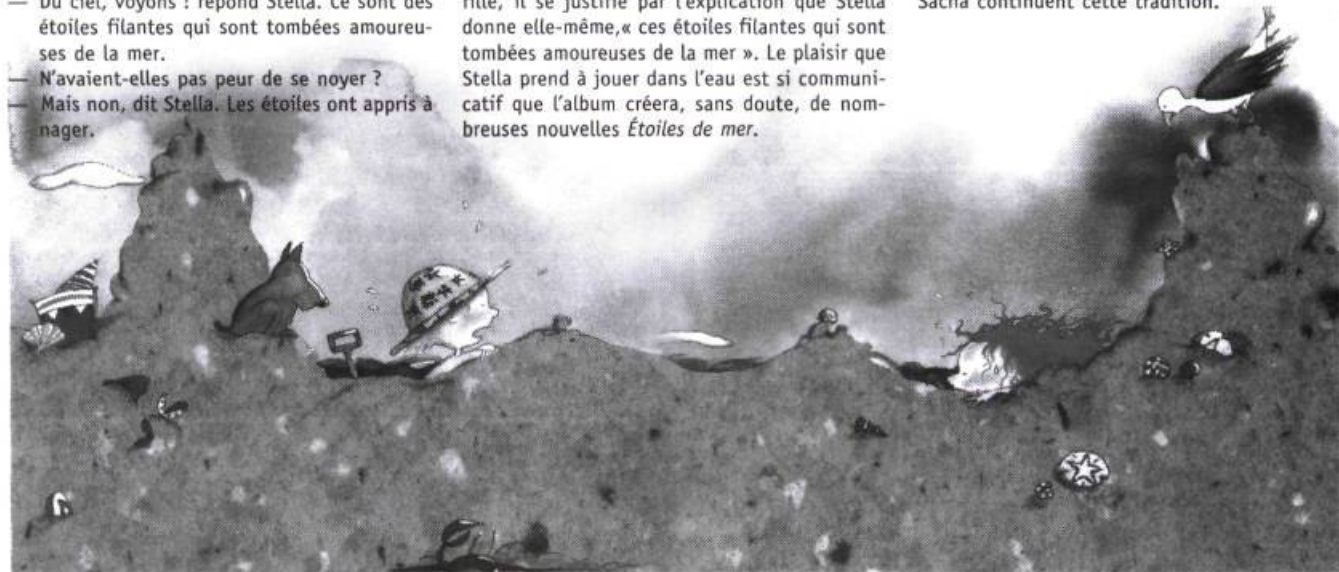 — Du ciel, voyons ! répond Stella. Ce sont des
étoiles filantes qui sont tombées amoureu-
ses de la mer.
— N'avaient-elles pas peur de se noyer ?
— Mais non, dit Stella. Les étoiles ont appris à
nager.
fille, il se justifie par l'explication que Stella
donne elle-même,« ces étoiles filantes qui sont
tombées amoureuses de la mer ». Le plaisir que
Stella prend à jouer dans l'eau est si communi-
catif que l'album créera, sans doute, de nom-
breuses nouvelles Étoiles de mer.
Sacha continuent cette tradition.